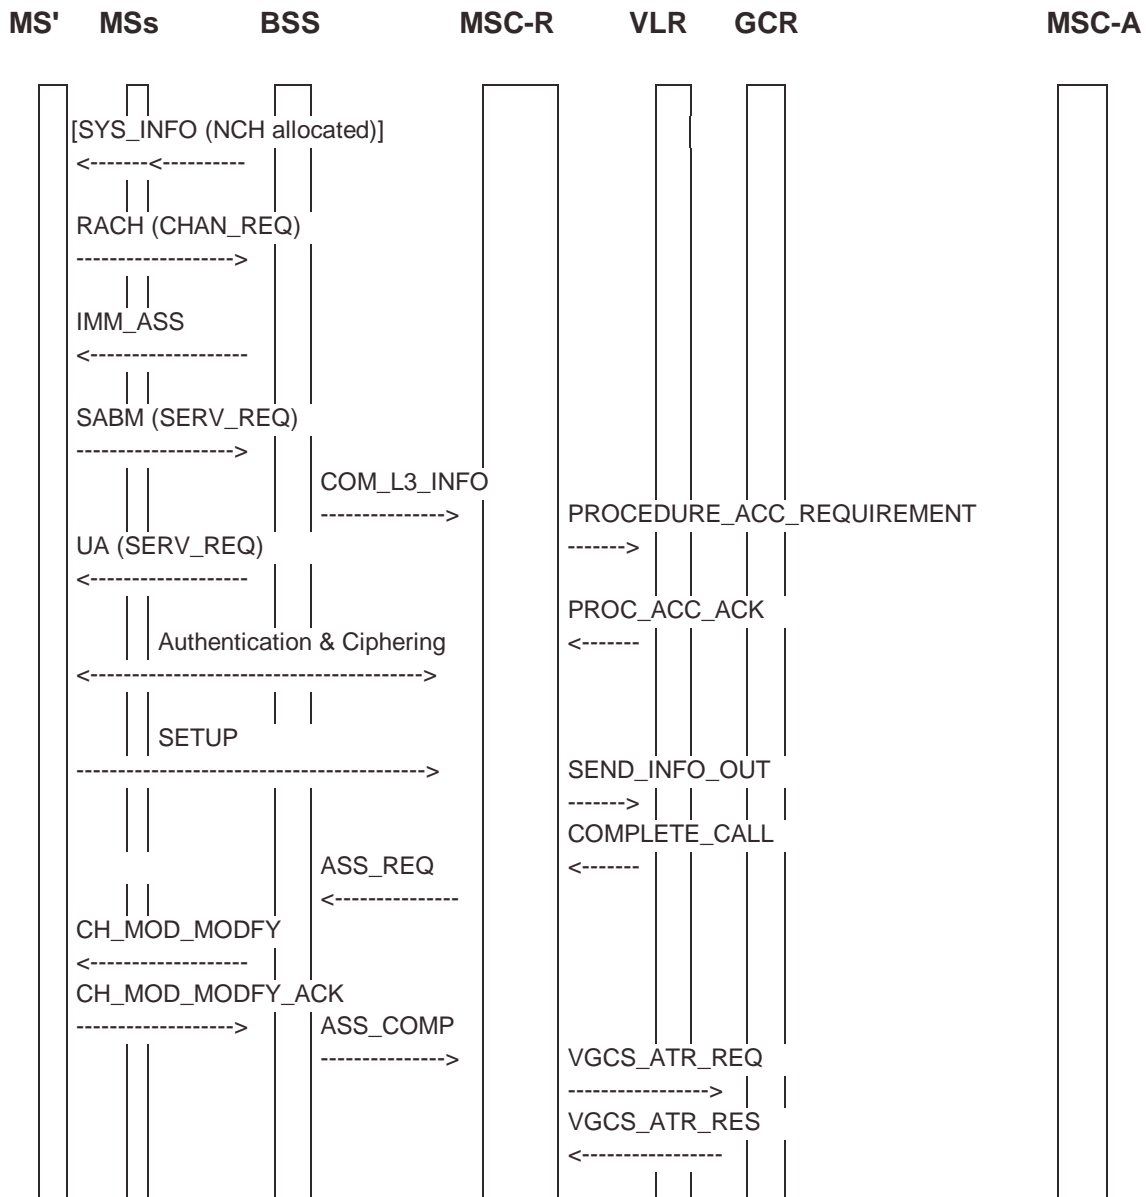 MS' MSs BSS MSC-R VLR GCR MSC-A
[SYS_INFO (NCH allocated)]
<-------<----------
RACH (CHAN_REQ)
------------------->
IMM_ASS
<-------------------
SABM (SERV_REQ)
------------------->
COM_L3_INFO
---------------> PROCEDURE_ACC_REQUIREMENT
UA (SERV_REQ) ------->
<-------------------
PROC_ACC_ACK
Authentication & Ciphering <-------
<---------------------------------------->
SETUP
------------------------------------------> SEND_INFO_OUT
------->
COMPLETE_CALL
ASS_REQ <-------
<---------------
CH_MOD_MODFY
<-------------------
CH_MOD_MODFY_ACK
-------------------> ASS_COMP
---------------> VGCS_ATR_REQ
----------------->
VGCS_ATR_RES
<-----------------